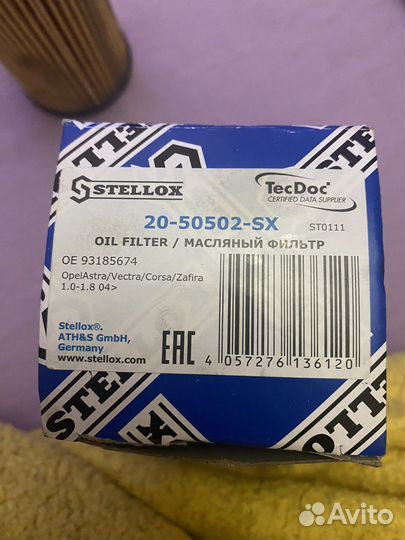 STELLOX
TecDoc
CERTIFIED DATA SUPPLIER
20-50502-SX
ST0111
OIL FILTER / МАСЛЯНЫЙ ФИЛЬТР
OE 93185674
OpelAstra/Vectra/Corsa/Zafira
1.0-1.8 04>
Stellox®.
ATH&S GmbH,
Germany
www.stellox.com
EAC
4 057276 136120
Avito